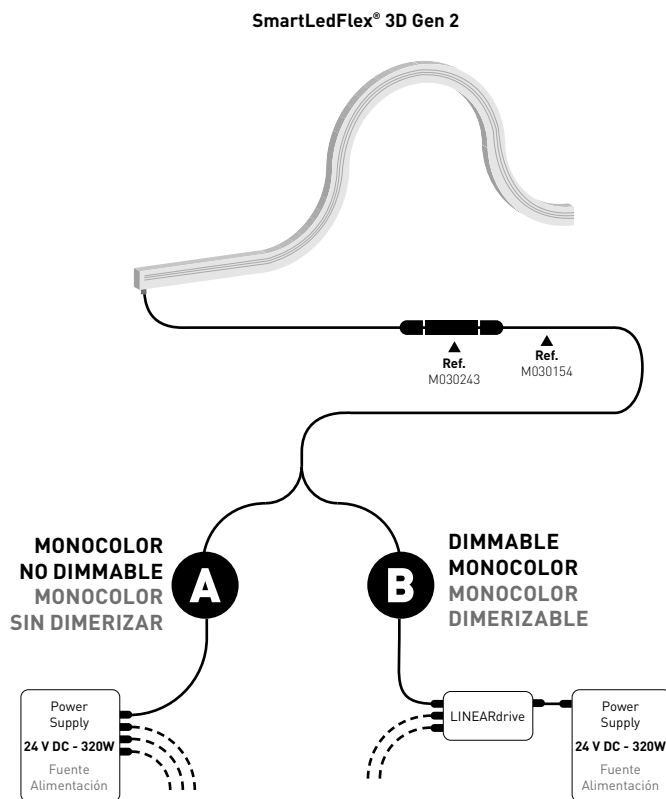 SmartLedFlex® 3D Gen 2
Ref.
M030243
Ref.
M030154
MONOCOLOR
NO DIMMABLE
MONOCOLOR
SIN DIMERIZAR
A
B
DIMMABLE
MONOCOLOR
MONOCOLOR
DIMERIZABLE
Power
Supply
24 V DC - 320W
Fuente
Alimentación
LINEARdrive
Power
Supply
24 V DC - 320W
Fuente
Alimentación